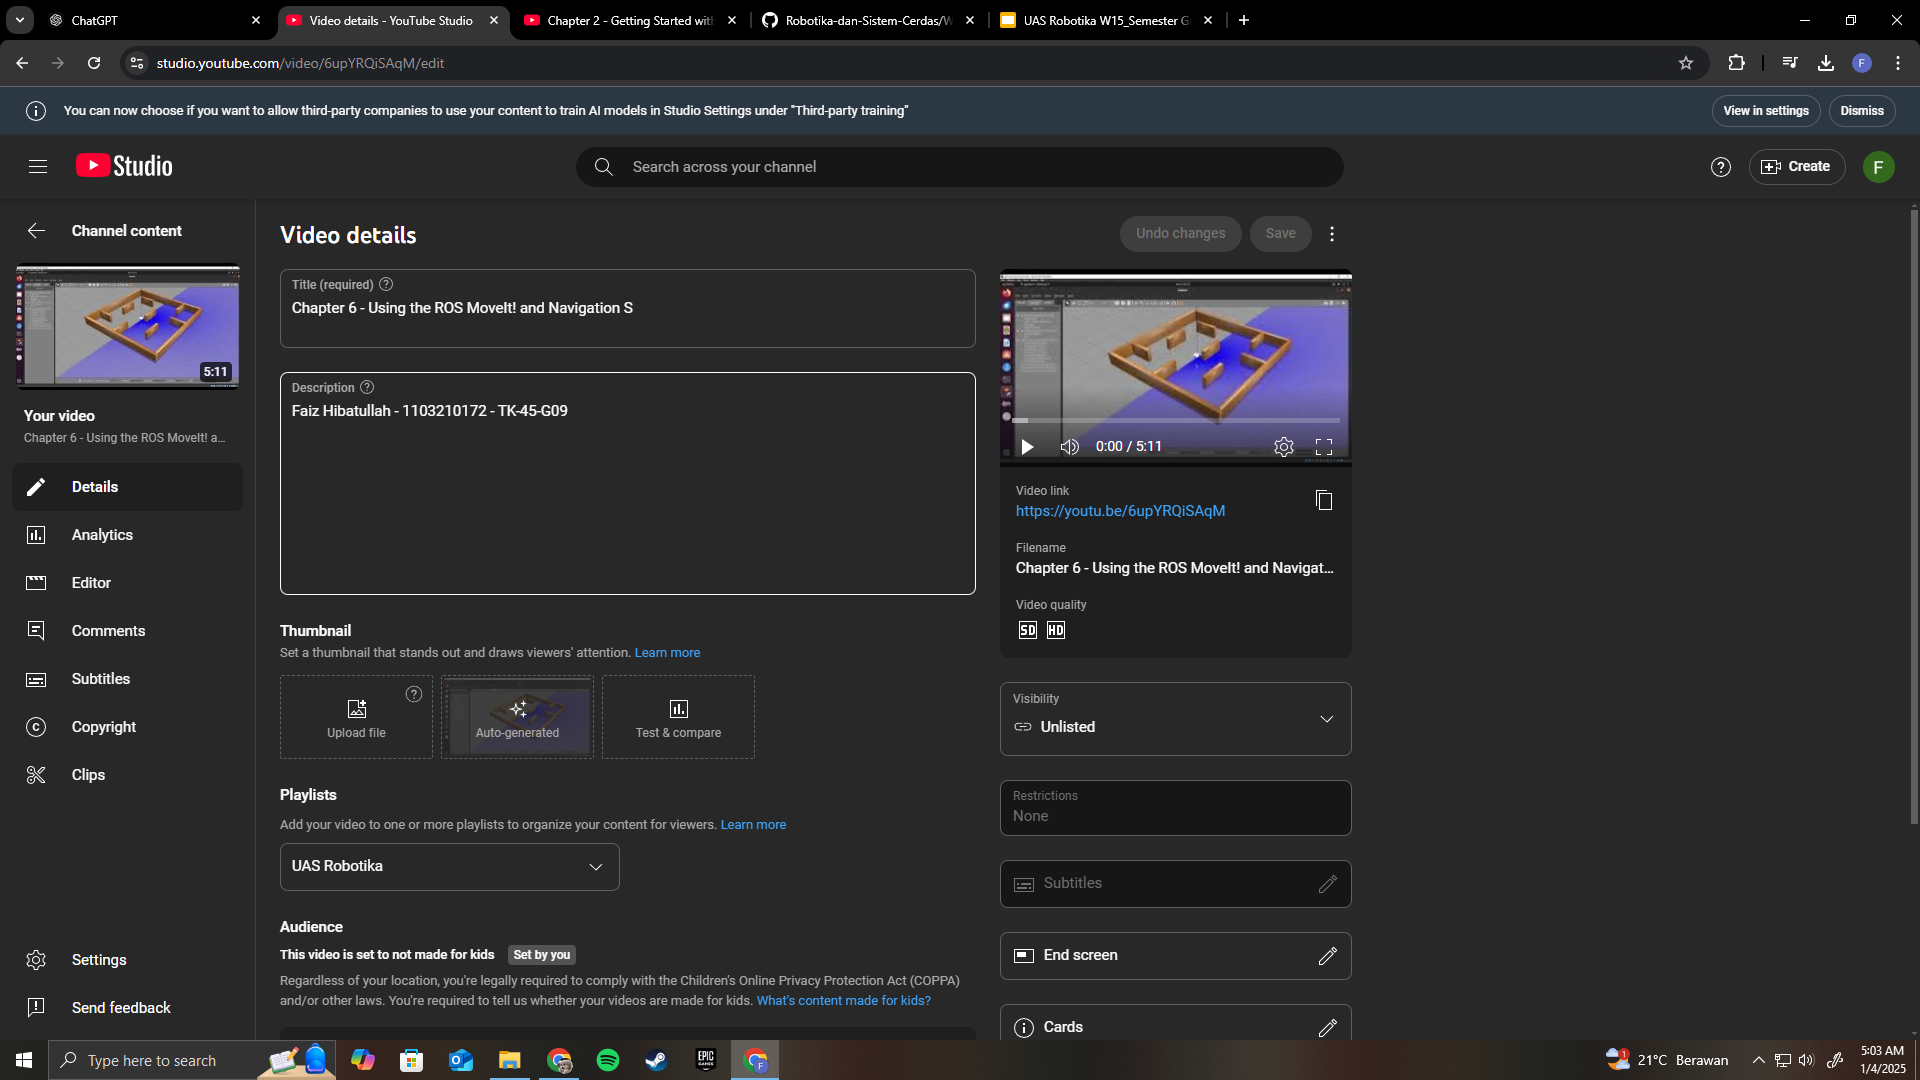 ChatGPT
Video details - YouTube Studio
Chapter 2 - Getting Started with
Robotika-dan-Sistem-Cerdas/W
UAS Robotika W15_Semester G
studio.youtube.com/video/6upYRQiSAqM/edit
F
You can now choose if you want to allow third-party companies to use your content to train AI models in Studio Settings under "Third-party training"
View in settings
Dismiss
Studio
Search across your channel
Create
F
Channel content
5:11
Your video
Chapter 6 - Using the ROS MoveIt! a...
Details
Analytics
Editor
Comments
Subtitles
Copyright
Clips
Settings
Send feedback
Video details
Undo changes
Save
Title (required)
Chapter 6 - Using the ROS MoveIt! and Navigation S
Description
Faiz Hibatullah - 1103210172 - TK-45-G09
Thumbnail
Set a thumbnail that stands out and draws viewers' attention. Learn more
Upload file
Auto-generated
Test & compare
Playlists
Add your video to one or more playlists to organize your content for viewers. Learn more
UAS Robotika
Audience
This video is set to not made for kids
Set by you
Regardless of your location, you're legally required to comply with the Children's Online Privacy Protection Act (COPPA)
and/or other laws. You're required to tell us whether your videos are made for kids. What's content made for kids?
0:00 / 5:11
Video link
https://youtu.be/6upYRQiSAqM
Filename
Chapter 6 - Using the ROS MoveIt! and Navigat...
Video quality
SD HD
Visibility
Unlisted
Restrictions
None
Subtitles
End screen
Cards
Type here to search
EPIC
GAMES
F
1
21°C Berawan
5:03 AM
1/4/2025